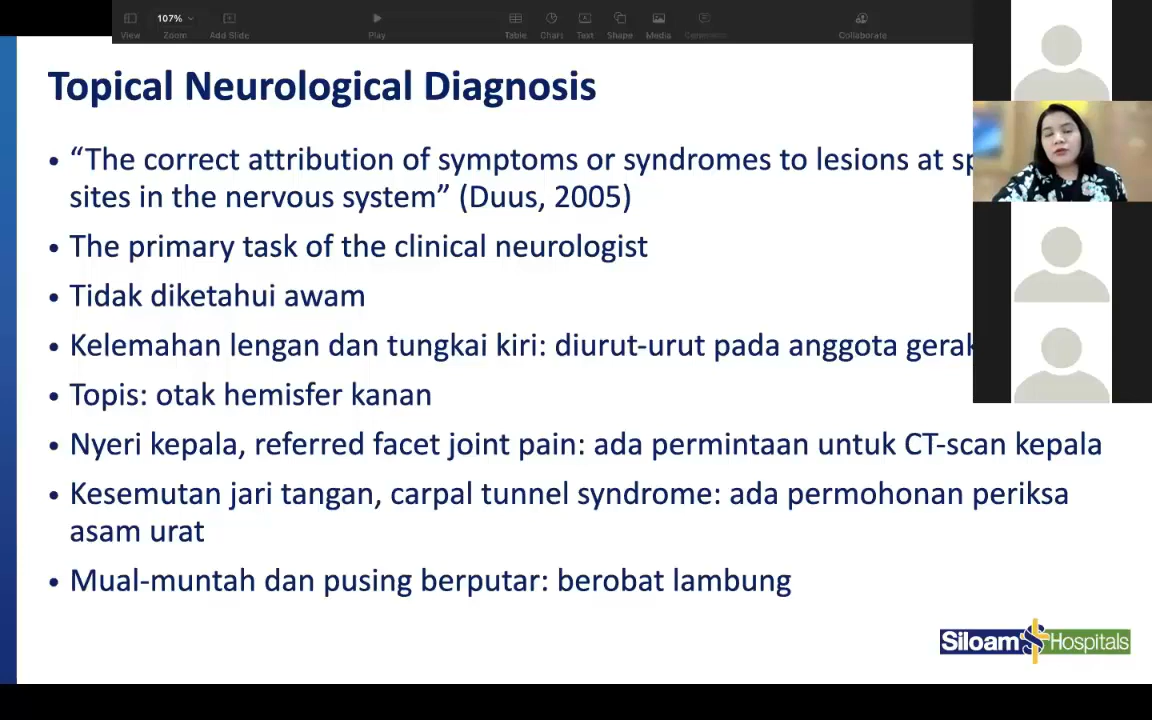 107%
View
Zoom
Add Slide
Play
Table
Chart
Text
Shape
Media
Comment
Collaborate
Topical Neurological Diagnosis
• “The correct attribution of symptoms or syndromes to lesions at
sites in the nervous system” (Duus, 2005)
• The primary task of the clinical neurologist
• Tidak diketahui awam
• Kelemahan lengan dan tungkai kiri: diurut-urut pada anggota gerak
• Topis: otak hemisfer kanan
• Nyeri kepala, referred facet joint pain: ada permintaan untuk CT-scan kepala
• Kesemutan jari tangan, carpal tunnel syndrome: ada permohonan periksa
asam urat
• Mual-muntah dan pusing berputar: berobat lambung
Siloam Hospitals